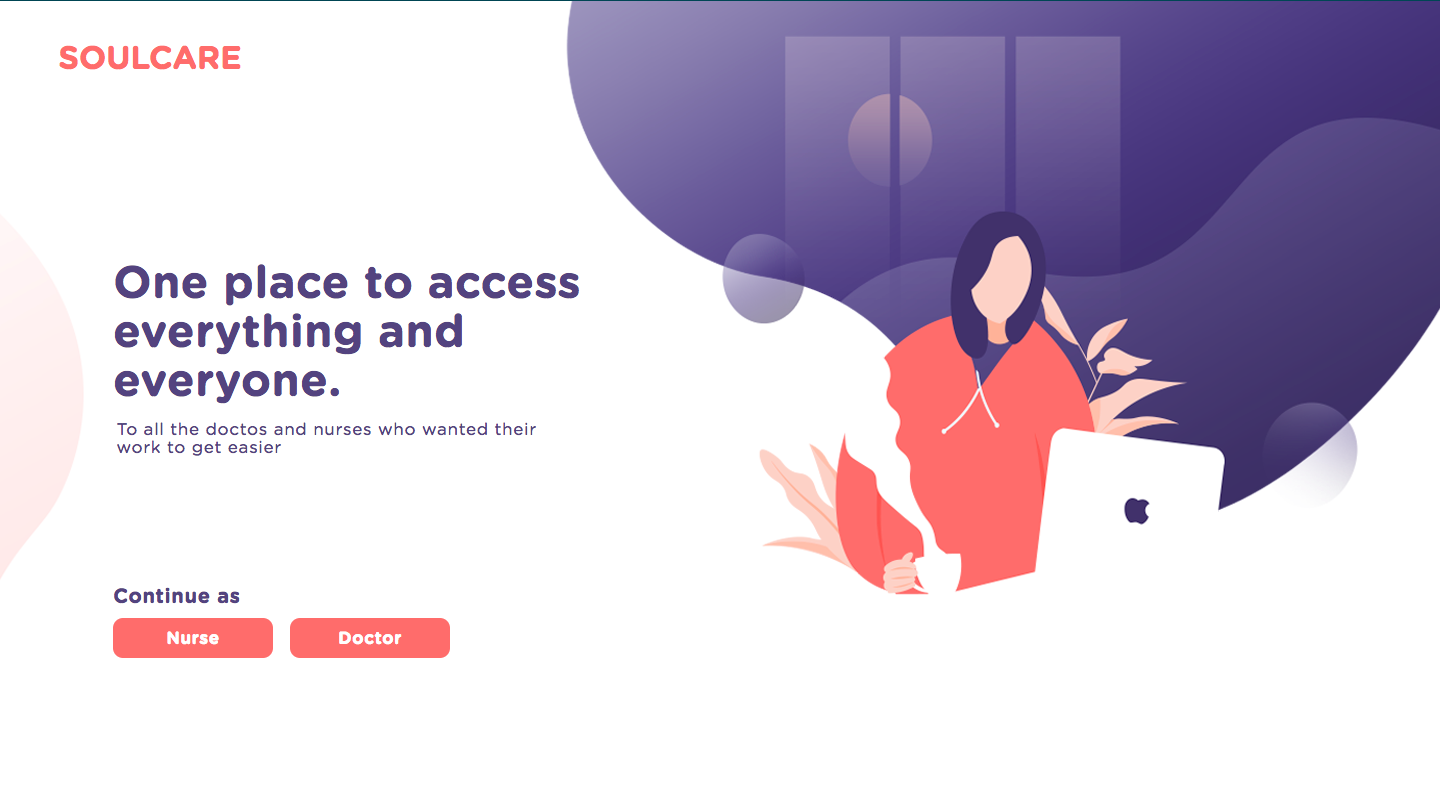 SOULCARE
One place to access
everything and
everyone.
To all the doctos and nurses who wanted their
work to get easier
Continue as
Nurse
Doctor